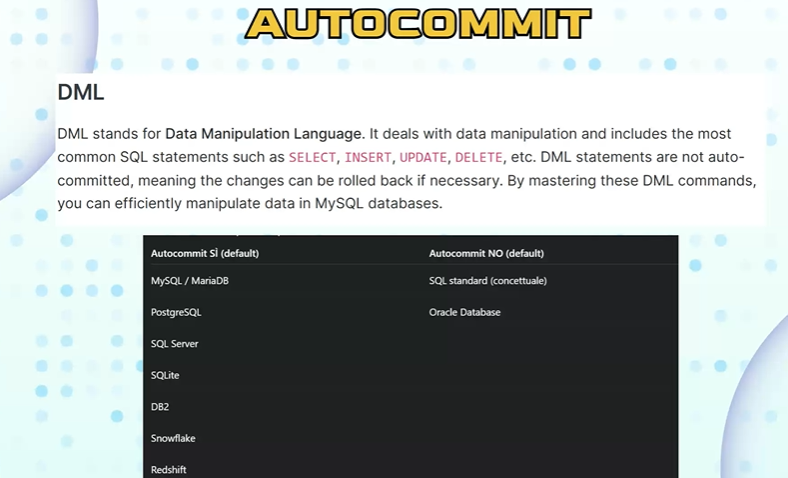 AUTOCOMMIT
DML
DML stands for Data Manipulation Language. It deals with data manipulation and includes the most
common SQL statements such as SELECT, INSERT, UPDATE, DELETE, etc. DML statements are not auto-
committed, meaning the changes can be rolled back if necessary. By mastering these DML commands,
you can efficiently manipulate data in MySQL databases.
Autocommit SÌ (default) Autocommit NO (default)
MySQL / MariaDB SQL standard (concettuale)
PostgreSQL Oracle Database
SQL Server
SQLite
DB2
Snowflake
Redshift